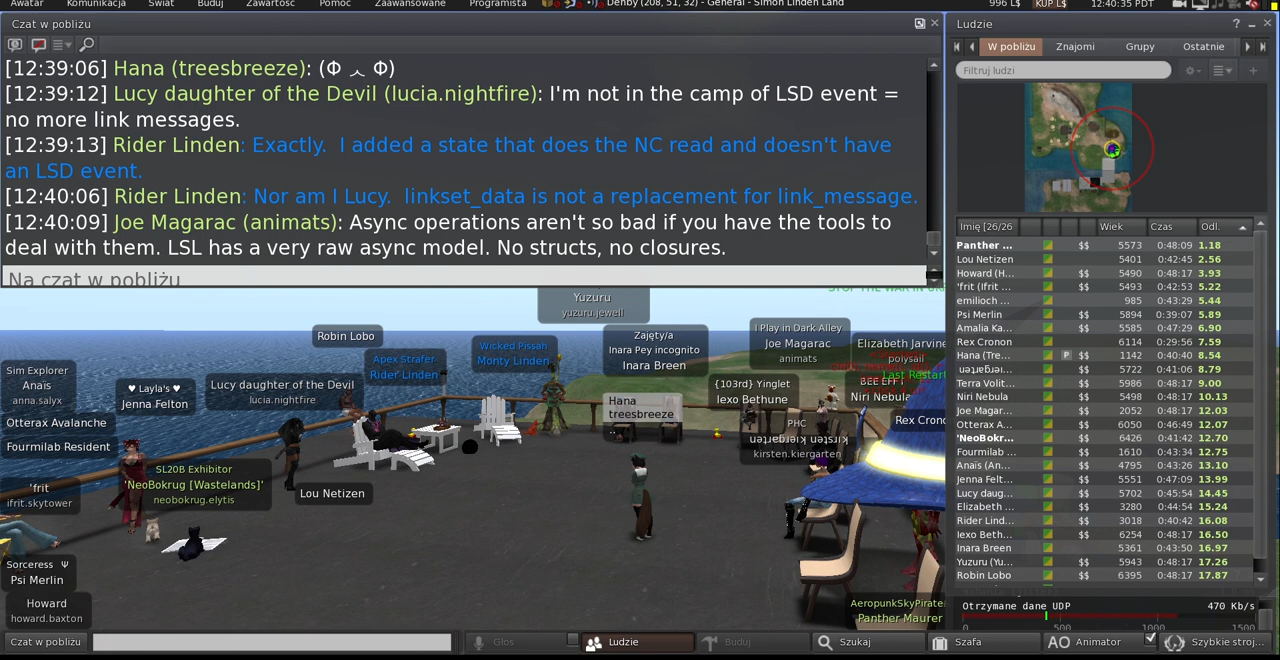 Awatar Komunikacja Świat Buduj Zawartość Pomoc Zaawansowane Programista Denby (208, 51, 32) - General - Simon Linden Land 996 L$ KUP L$ 12:40:35 PDT
Czat w pobliżu
[12:39:06] Hana (treesbreeze): (Φ ㅅ Φ)
[12:39:12] Lucy daughter of the Devil (lucia.nightfire): I'm not in the camp of LSD event =
no more link messages.
[12:39:13] Rider Linden: Exactly.  I added a state that does the NC read and doesn't have
an LSD event.
[12:40:06] Rider Linden: Nor am I Lucy.  linkset_data is not a replacement for link_message.
[12:40:09] Joe Magarac (animats): Async operations aren't so bad if you have the tools to
deal with them. LSL has a very raw async model. No structs, no closures.
Na czat w pobliżu
Yuzuru
yuzuru.jewell
Robin Lobo
Apex Strafer
Rider Linden
Wicked Pissah
Monty Linden
Zajęty/a
Inara Pey incognito
Inara Breen
I Play in Dark Alley
Joe Magarac
animats
Elizabeth Jarvine
polysail
Last Restart
Sim Explorer
Anaïs
anna.salyx
♥ Layla's ♥
Jenna Felton
Lucy daughter of the Devil
lucia.nightfire
{103rd} Yinglet
Iexo Bethune
Niri Nebula
Hana
treesbreeze
..
Otterax Avalanche
Rex Crono
PHC
kirsten.kiergarten
Fourmilab Resident
SL20B Exhibitor
'NeoBokrug [Wastelands]'
neobokrug.elytis
Lou Netizen
'frit
ifrit.skytower
Sorceress Ψ
Psi Merlin
Howard
howard.baxton
AeropunkSkyPirate
Panther Maurer
Ludzie
? _ ×
W pobliżu Znajomi Grupy Ostatnie
Filtruj ludzi
Imię [26/26 Wiek Czas Odl.
Panther ... $$ 5573 0:48:09 1.18
Lou Netizen 5401 0:42:45 2.56
Howard (H... $$ 5490 0:48:17 3.93
'frit (Ifrit ... $$ 5493 0:42:53 5.22
emilioch ... 985 0:43:29 5.44
Psi Merlin $$ 5894 0:39:07 5.89
Amalia Ka... $$ 5585 0:47:29 6.90
Rex Cronon 6114 0:29:56 7.59
Hana (Tre... P $$ 1142 0:40:40 8.54
$$ 5722 0:41:06 8.79
Terra Volit... $$ 5986 0:48:17 9.00
Niri Nebula $$ 5498 0:48:17 10.13
Joe Magar... $$ 2052 0:48:17 12.03
Otterax A... $$ 6050 0:46:49 12.07
'NeoBokr... $$ 6426 0:41:42 12.70
Fourmilab ... $$ 1610 0:43:34 12.75
Anaïs (An... $$ 4795 0:43:26 13.10
Jenna Felt... $$ 5551 0:47:09 13.99
Lucy daug... $$ 5702 0:45:54 14.45
Elizabeth ... $$ 3280 0:44:54 15.24
Rider Lind... $$ 3018 0:40:42 16.08
Iexo Beth... $$ 6254 0:48:17 16.50
Inara Breen 5361 0:43:50 16.97
Yuzuru (Yu... $$ 5943 0:48:17 17.26
Robin Lobo $$ 6395 0:48:17 17.87
Otrzymane dane UDP 470 Kb/s
0 500 1000 1500
Czat w pobliżu Głos Ludzie Buduj Szukaj Szafa AO Animator Szybkie stroj...